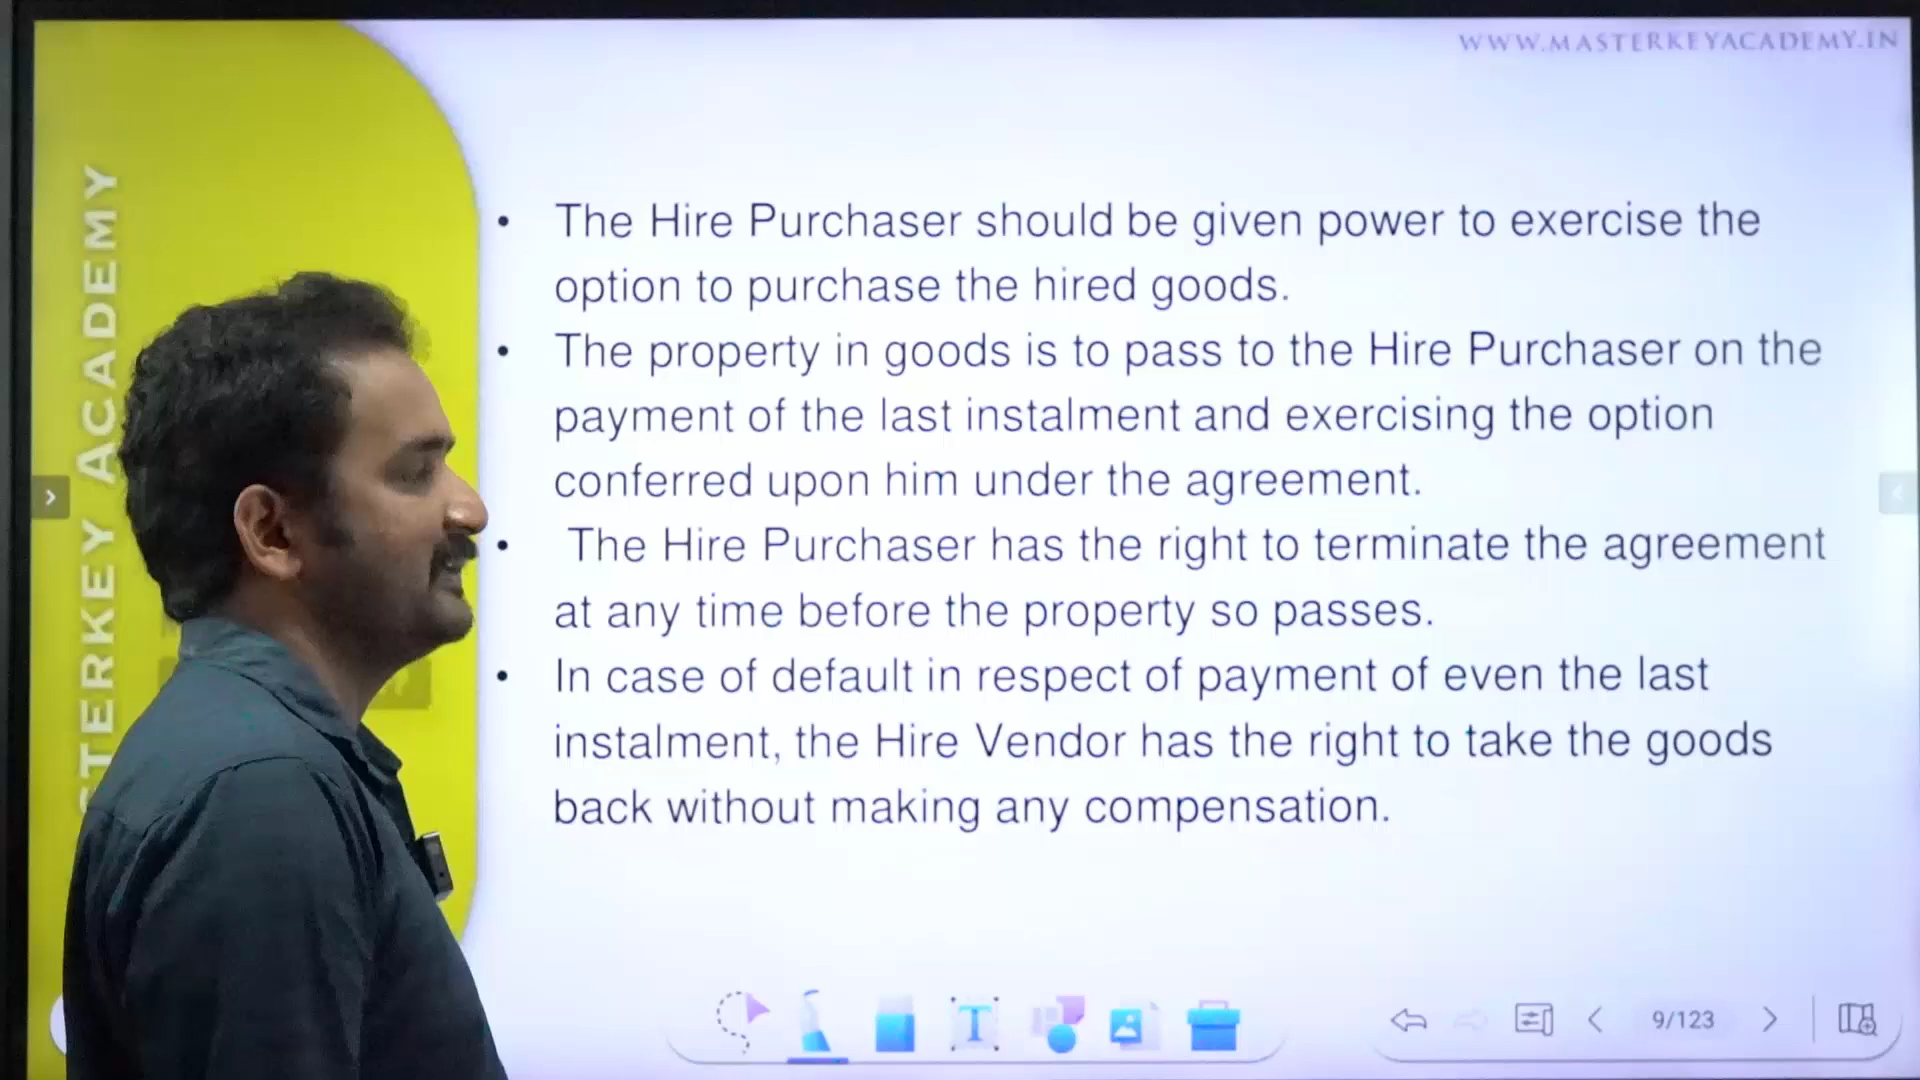 WWW.MASTERKEYACADEMY.IN
STERKEY ACADEMY
• The Hire Purchaser should be given power to exercise the
option to purchase the hired goods.
• The property in goods is to pass to the Hire Purchaser on the
payment of the last instalment and exercising the option
conferred upon him under the agreement.
• The Hire Purchaser has the right to terminate the agreement
at any time before the property so passes.
• In case of default in respect of payment of even the last
instalment, the Hire Vendor has the right to take the goods
back without making any compensation.
T
9/123